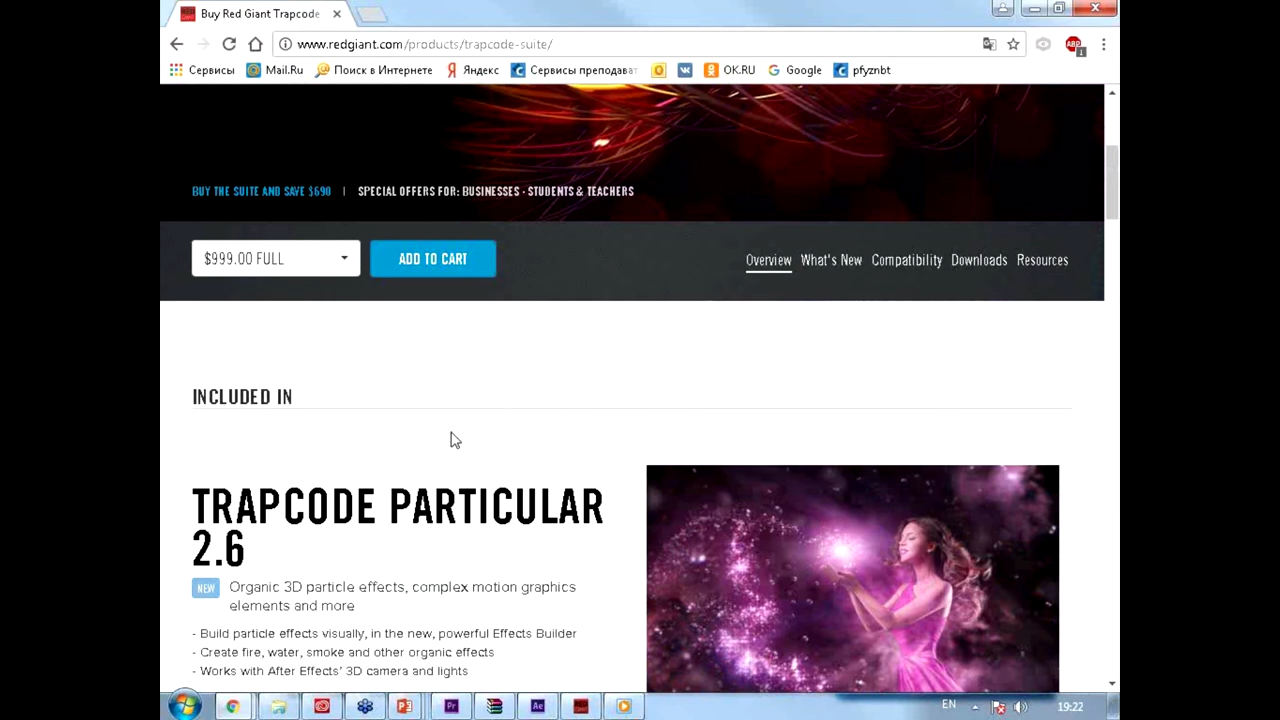 Buy Red Giant Trapcode
www.redgiant.com/products/trapcode-suite/
ABP
1
Сервисы
Mail.Ru
Поиск в Интернете
Яндекс
Сервисы преподават
OK.RU
Google
pfyznbt
BUY THE SUITE AND SAVE $690 | SPECIAL OFFERS FOR: BUSINESSES · STUDENTS & TEACHERS
$999.00 FULL
ADD TO CART
Overview
What's New
Compatibility
Downloads
Resources
INCLUDED IN
TRAPCODE PARTICULAR
2.6
NEW
Organic 3D particle effects, complex motion graphics
elements and more
- Build particle effects visually, in the new, powerful Effects Builder
- Create fire, water, smoke and other organic effects
- Works with After Effects' 3D camera and lights
Pr
Ae
EN
19:22